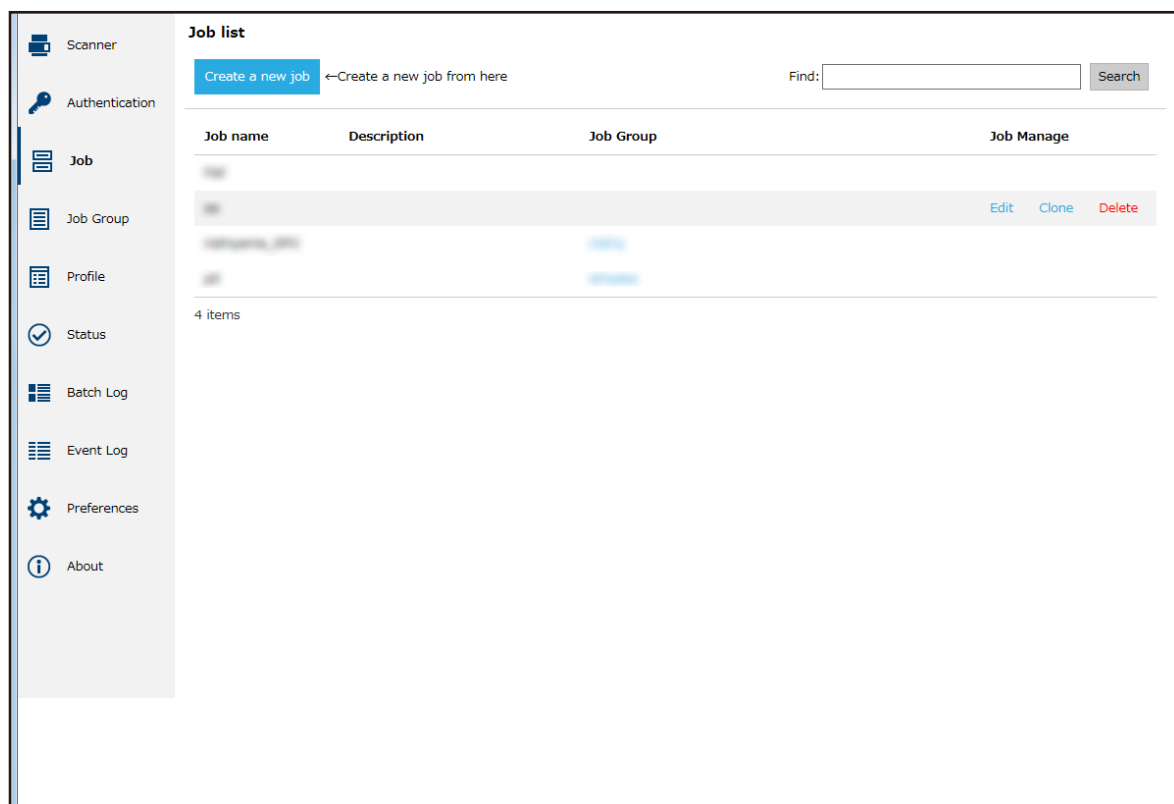 Scanner
Authentication
Job
Job Group
Profile
Status
Batch Log
Event Log
Preferences
About
Job list
Create a new job ←Create a new job from here Find: Search
Job name Description Job Group Job Manage
Edit Clone Delete
4 items